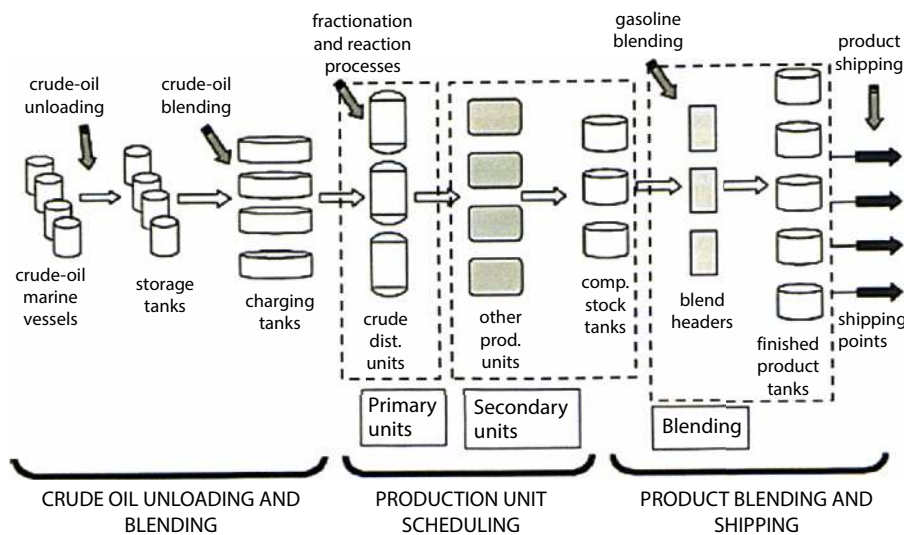 fractionation
and reaction
processes
gasoline
blending
product
shipping
crude-oil
unloading
crude-oil
blending
crude-oil
marine
vessels
storage
tanks
charging
tanks
crude
dist.
units
other
prod.
units
comp.
stock
tanks
blend
headers
finished
product
tanks
shipping
points
Primary
units
Secondary
units
Blending
CRUDE OIL UNLOADING AND
BLENDING
PRODUCTION UNIT
SCHEDULING
PRODUCT BLENDING AND
SHIPPING